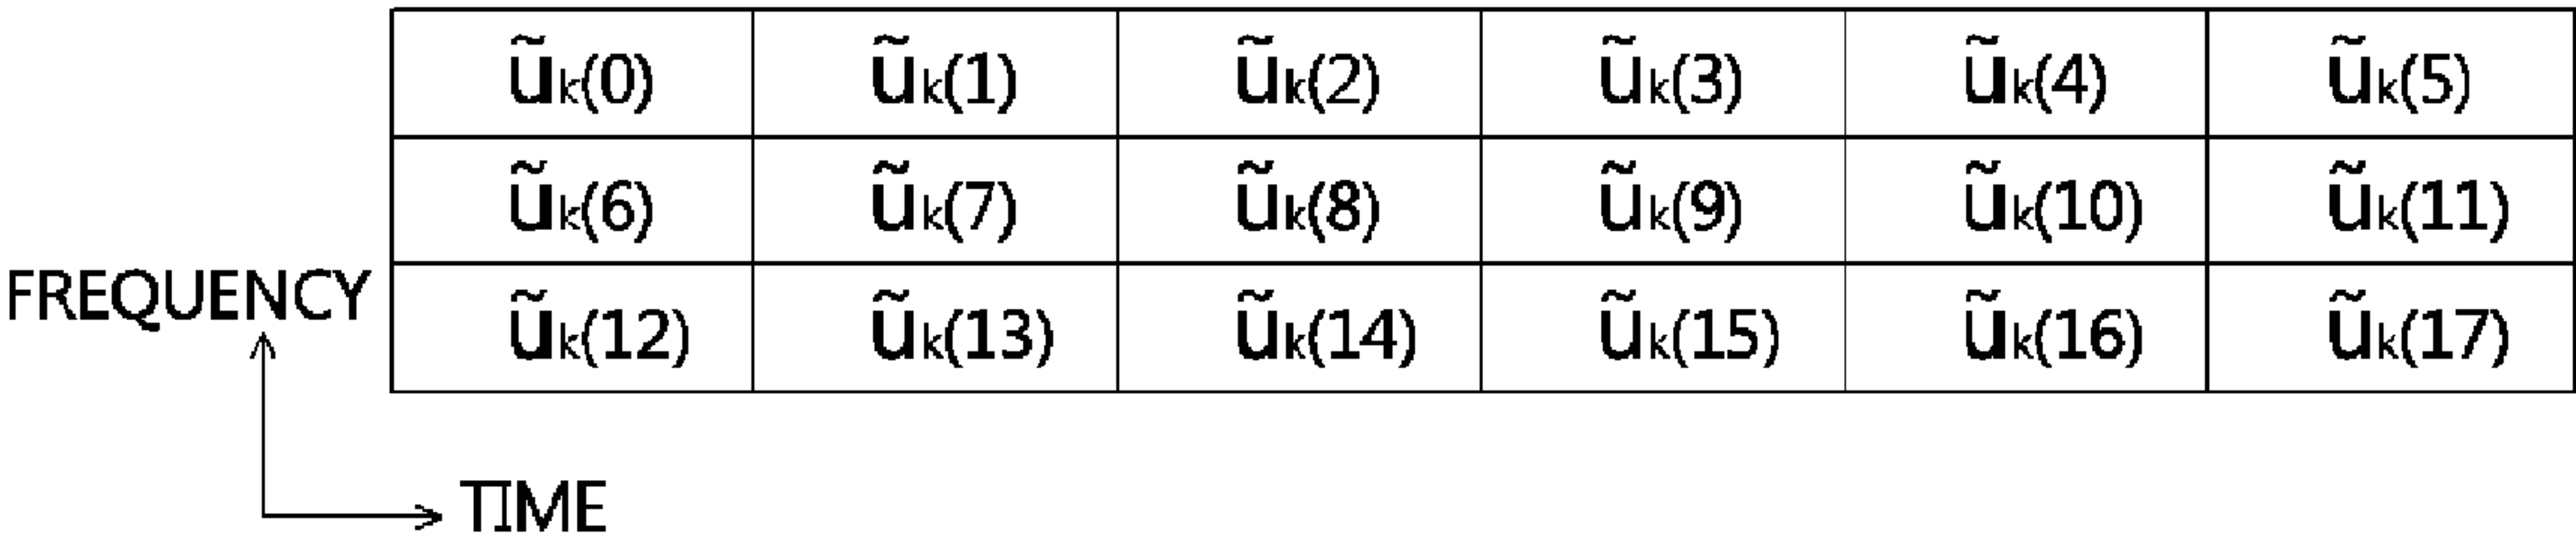 ũk(0) ũk(1) ũk(2) ũk(3) ũk(4) ũk(5)
ũk(6) ũk(7) ũk(8) ũk(9) ũk(10) ũk(11)
FREQUENCY
ũk(12) ũk(13) ũk(14) ũk(15) ũk(16) ũk(17)
TIME